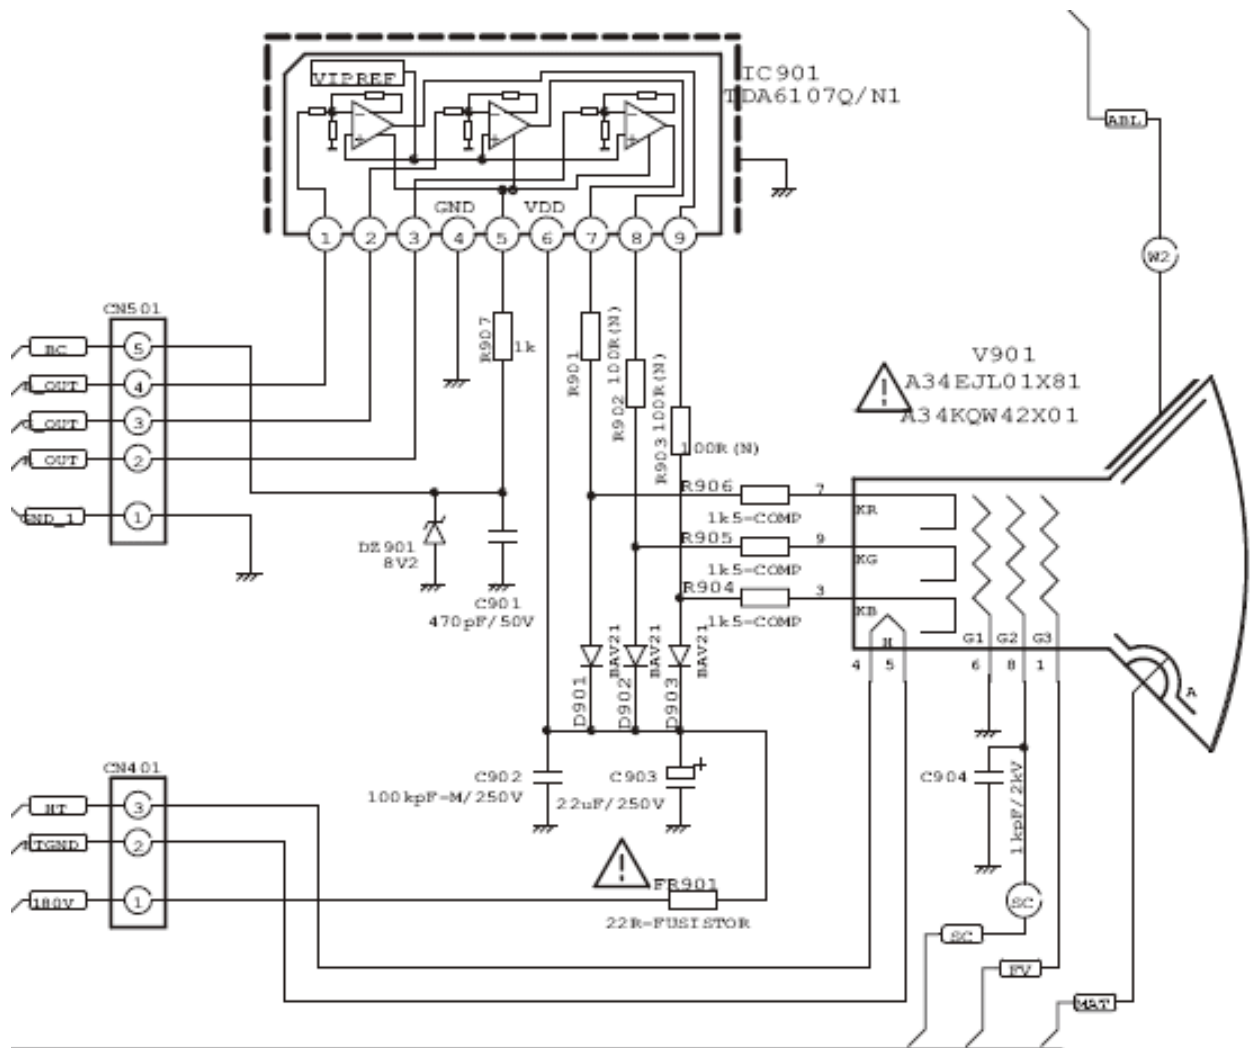 VIPREF
IC901
TDA6107Q/N1
ABL
GND VDD
1 2 3 4 5 6 7 8 9
W2
CN501
BC 5
OUT 4
OUT 3
OUT 2
GND_1 1
R907
1k
R901
100R(N)
R902
100R(N)
R903
100R(N)
V901
A34EJL01X81
A34KQW42X01
R906
1k5-COMP
7
KR
R905
1k5-COMP
9
KG
R904
1k5-COMP
3
KB
DZ901
8V2
C901
470pF/50V
H
G1 G2 G3
4 5 6 8 1
A
BAV21
BAV21
BAV21
D901
D902
D903
CN401
HT 3
TGND 2
180V 1
C902
100kpF-M/250V
C903
+
22uF/250V
C904
1kpF/2kV
!
!
FR901
22R-FUSISTOR
SC
SC
FV
MAT